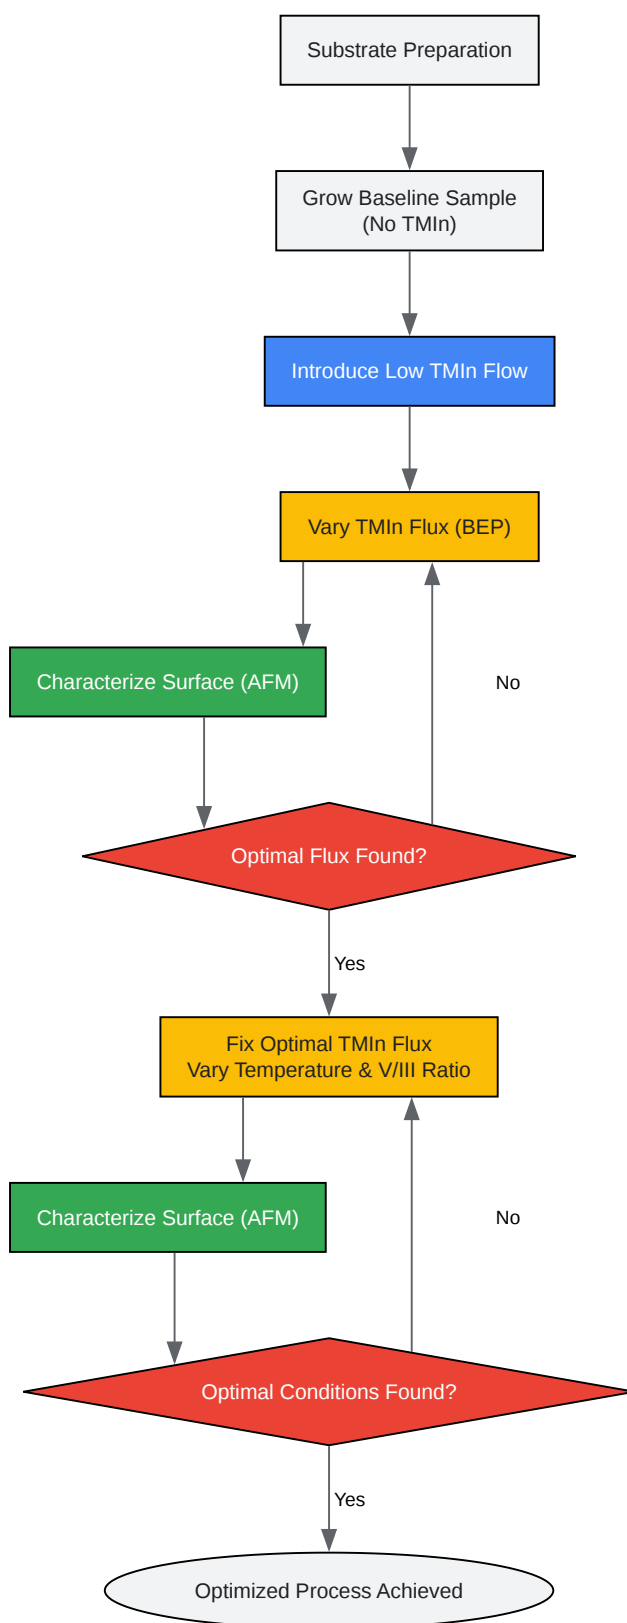 Substrate Preparation
Grow Baseline Sample
(No TMIn)
Introduce Low TMIn Flow
Vary TMIn Flux (BEP)
Characterize Surface (AFM)
No
Optimal Flux Found?
Yes
Fix Optimal TMIn Flux
Vary Temperature & V/III Ratio
Characterize Surface (AFM)
No
Optimal Conditions Found?
Yes
Optimized Process Achieved